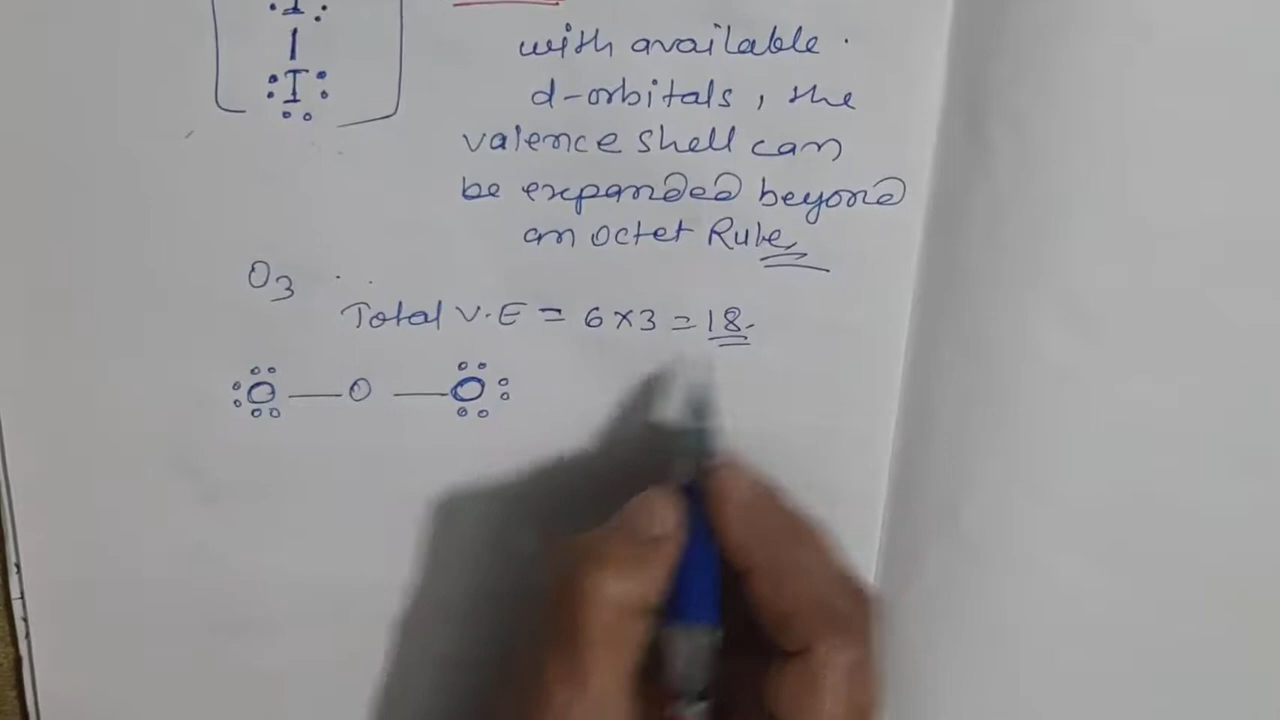 I
I
with available.
d-orbitals, the
valence shell can
be expanded beyond
an octet Rule
O3
Total V.E = 6×3 = 18.
O — O — O